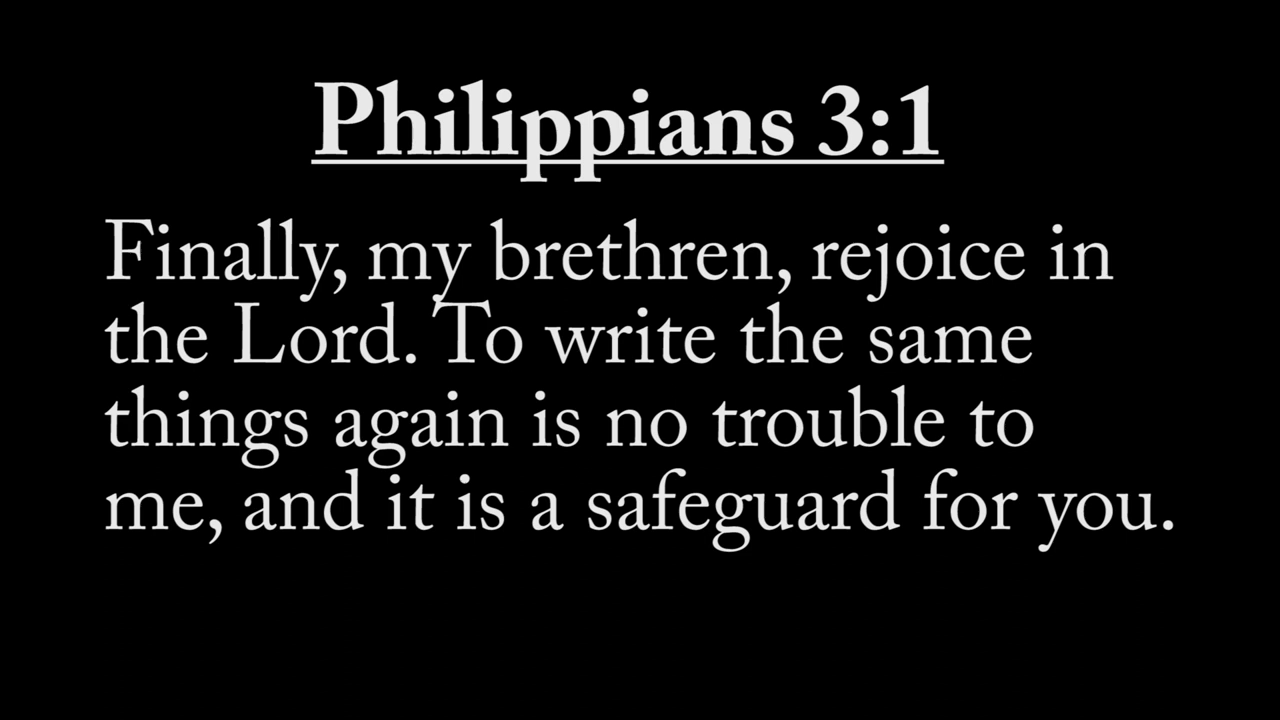 Philippians 3:1
Finally, my brethren, rejoice in
the Lord. To write the same
things again is no trouble to
me, and it is a safeguard for you.